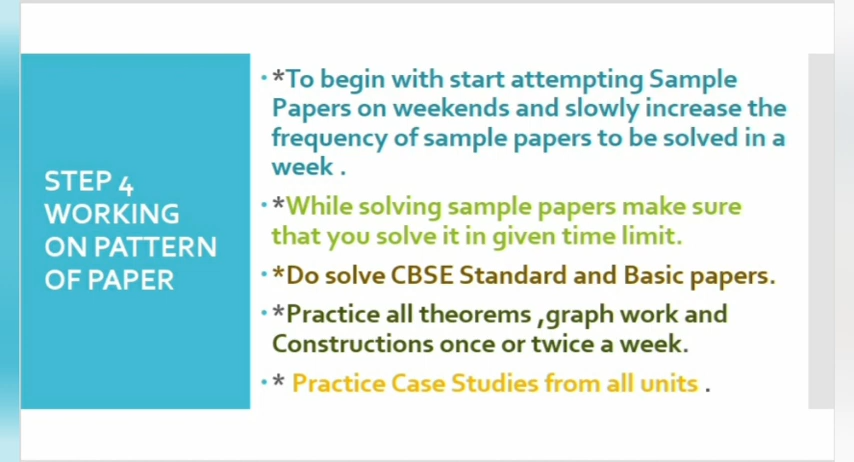 STEP 4
WORKING
ON PATTERN
OF PAPER
• *To begin with start attempting Sample
Papers on weekends and slowly increase the
frequency of sample papers to be solved in a
week .
• *While solving sample papers make sure
that you solve it in given time limit.
• *Do solve CBSE Standard and Basic papers.
• *Practice all theorems ,graph work and
Constructions once or twice a week.
• * Practice Case Studies from all units .